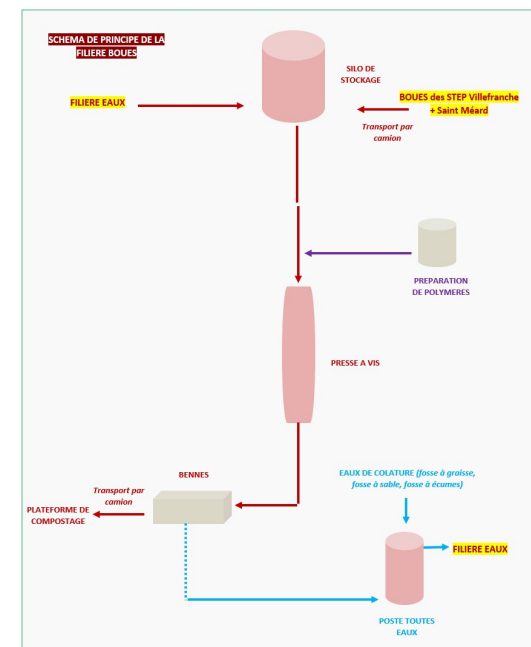 SCHEMA DE PRINCIPE DE LA
FILIERE BOUES
SILO DE
STOCKAGE
FILIERE EAUX
BOUES des STEP Villefranche
+ Saint Méard
Transport par
camion
PREPARATION
DE POLYMERES
PRESSE A VIS
EAUX DE COLATURE (fosse à graisse,
fosse à sable, fosse à écumes)
BENNES
Transport par
camion
PLATEFORME DE
COMPOSTAGE
FILIERE EAUX
POSTE TOUTES
EAUX